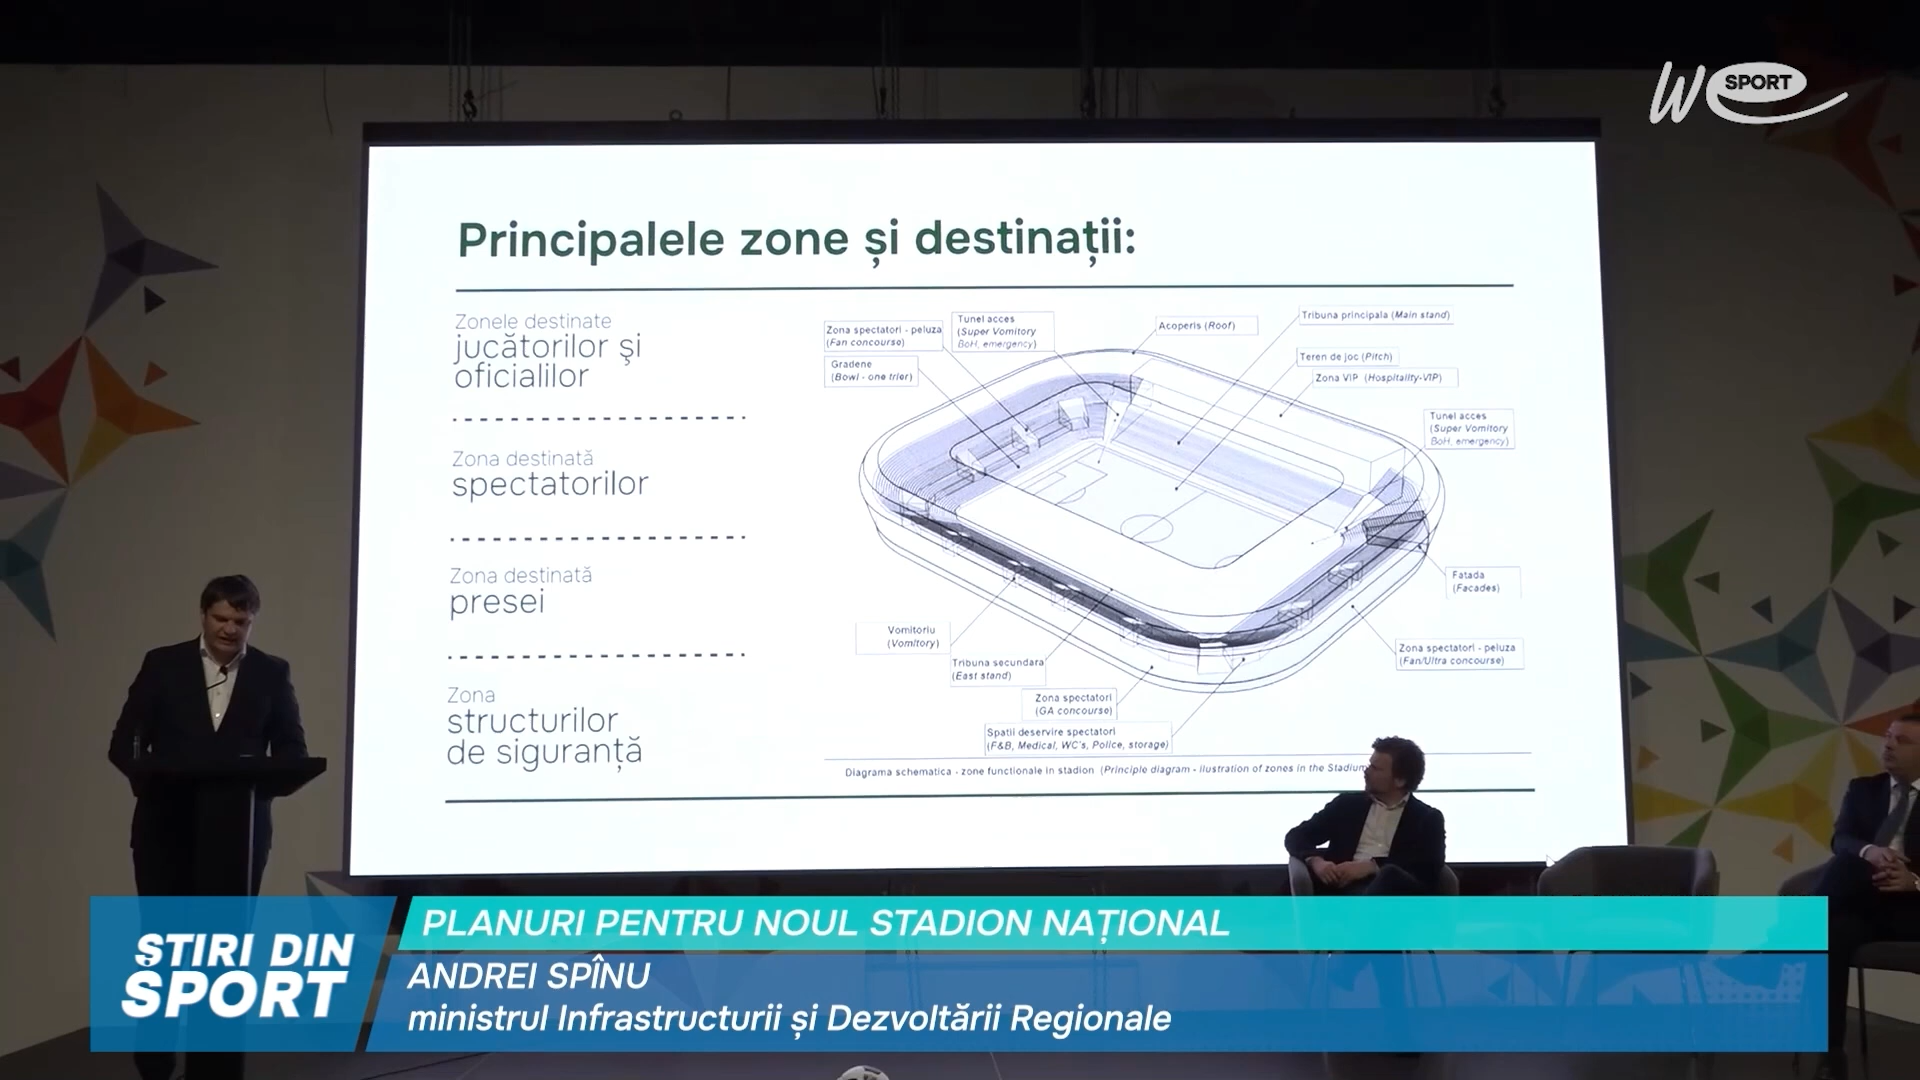 W SPORT
Principalele zone și destinații:
Zonele destinate
jucătorilor şi
oficialilor
Zona destinată
spectatorilor
Zona destinată
presei
Zona
structurilor
de siguranță
Zona spectatori - peluza
(Fan concourse)
Gradene
(Bowl - one trier)
Tunel acces
(Super Vomitory
BoH, emergency)
Acoperis (Roof)
Tribuna principala (Main stand)
Teren de joc (Pitch)
Zona VIP (Hospitality-VIP)
Tunel acces
(Super Vomitory
BoH, emergency)
Fatada
(Facades)
Zona spectatori - peluza
(Fan/Ultra concourse)
Vomitoriu
(Vomitory)
Tribuna secundara
(East stand)
Zona spectatori
(GA concourse)
Spatii deservire spectatori
(F&B, Medical, WC's, Police, storage)
Diagrama schematica - zone functionale in stadion (Principle diagram - ilustration of zones in the Stadium
ȘTIRI DIN
SPORT
PLANURI PENTRU NOUL STADION NAȚIONAL
ANDREI SPÎNU
ministrul Infrastructurii și Dezvoltării Regionale